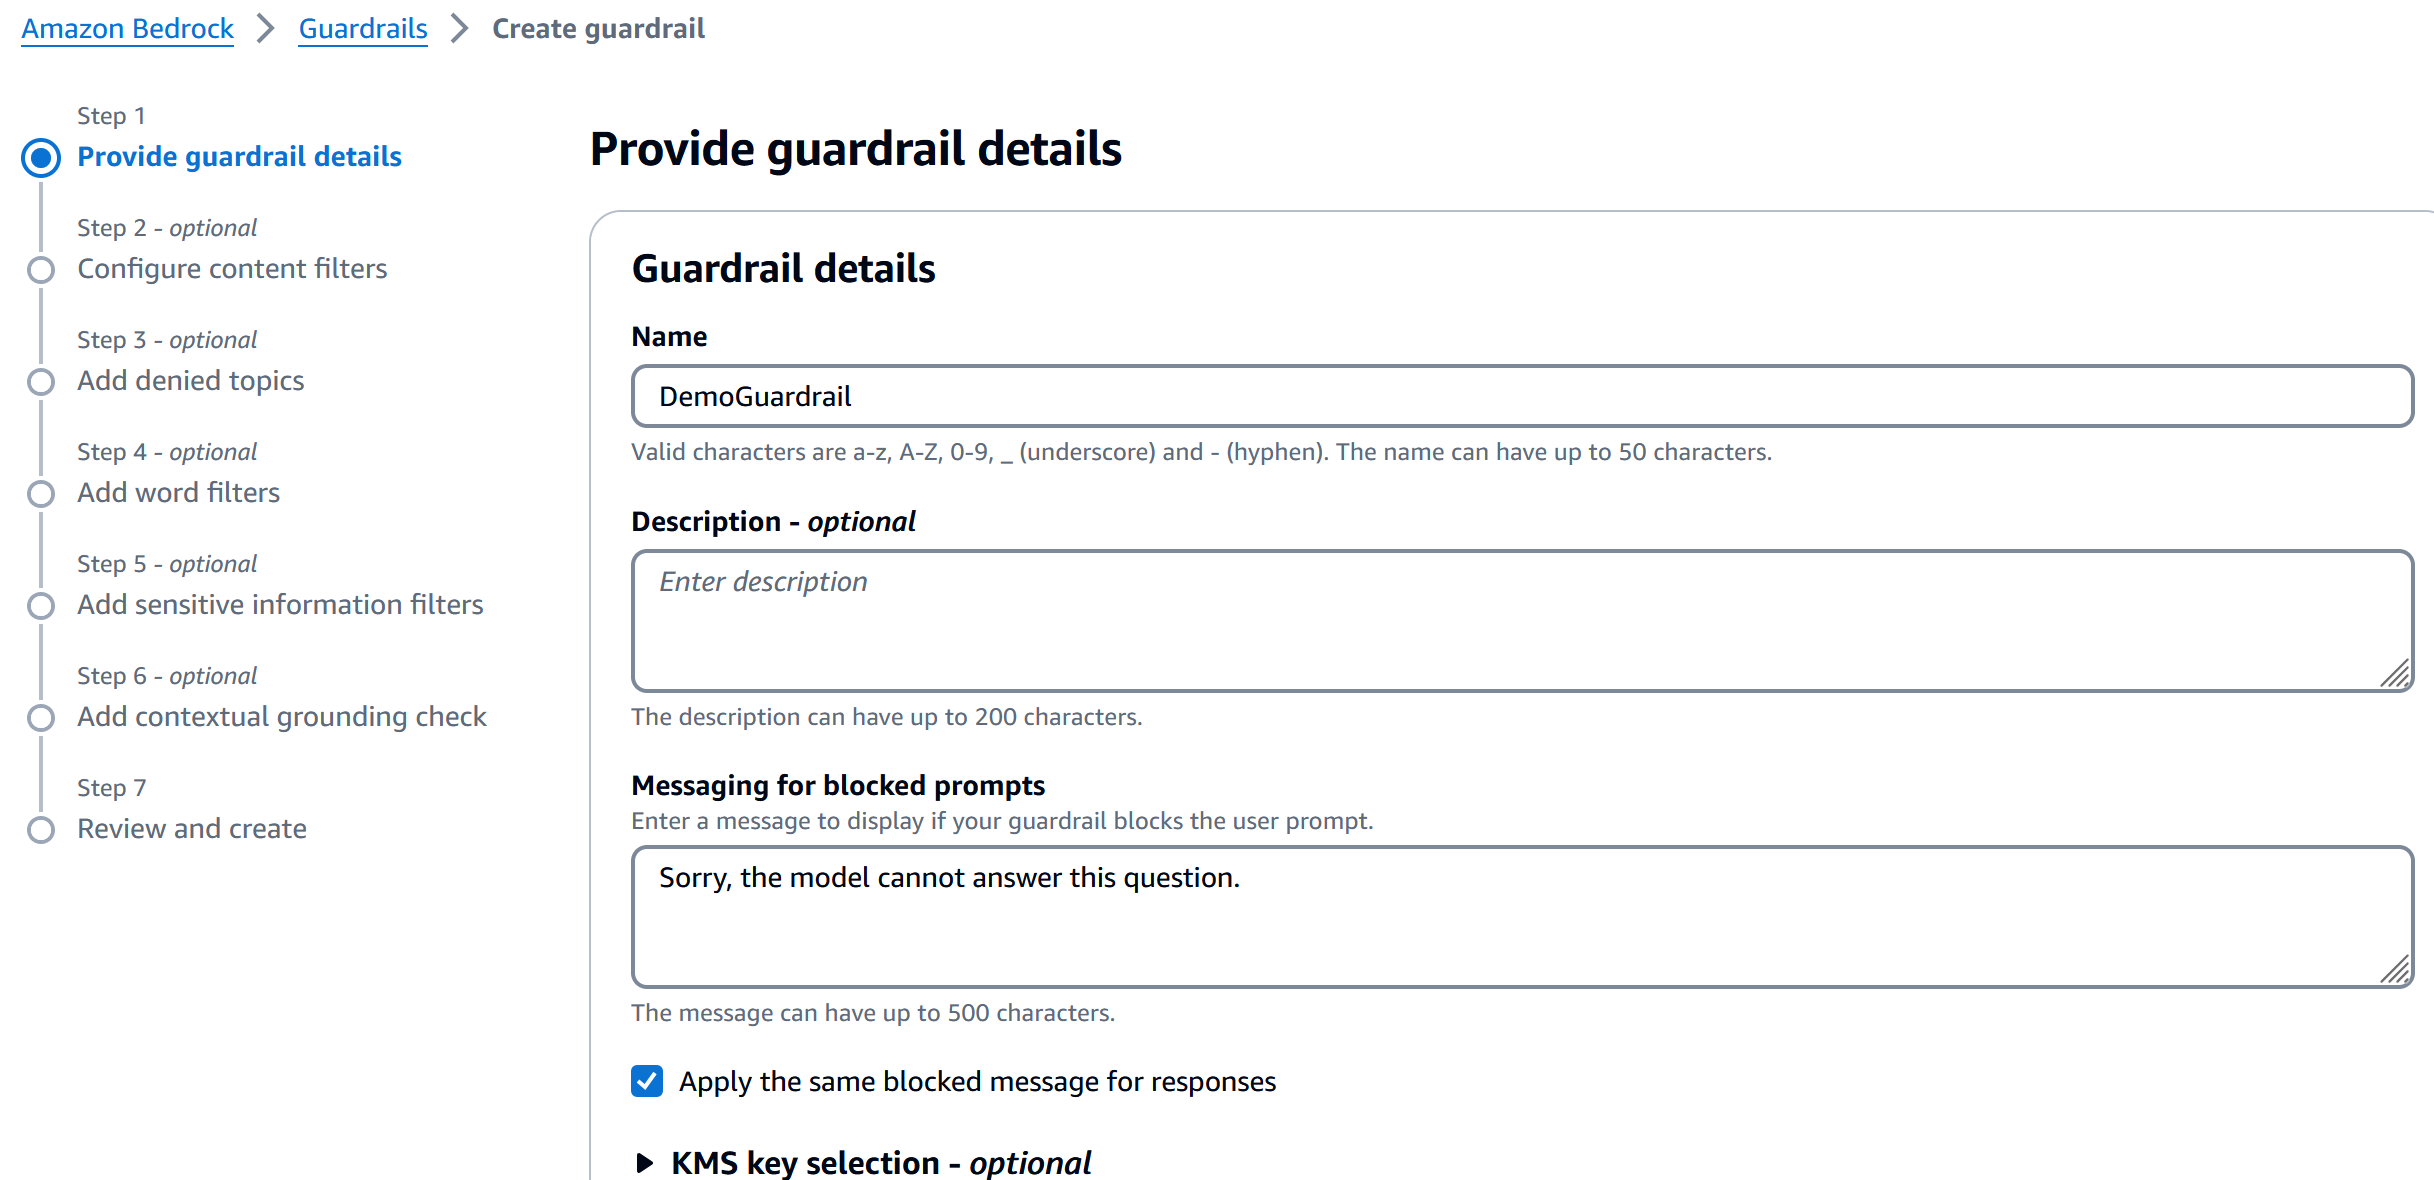 Amazon Bedrock > Guardrails > Create guardrail
Step 1
Provide guardrail details
Step 2 - optional
Configure content filters
Step 3 - optional
Add denied topics
Step 4 - optional
Add word filters
Step 5 - optional
Add sensitive information filters
Step 6 - optional
Add contextual grounding check
Step 7
Review and create
Provide guardrail details
Guardrail details
Name
DemoGuardrail
Valid characters are a-z, A-Z, 0-9, _ (underscore) and - (hyphen). The name can have up to 50 characters.
Description - optional
Enter description
The description can have up to 200 characters.
Messaging for blocked prompts
Enter a message to display if your guardrail blocks the user prompt.
Sorry, the model cannot answer this question.
The message can have up to 500 characters.
Apply the same blocked message for responses
KMS key selection - optional